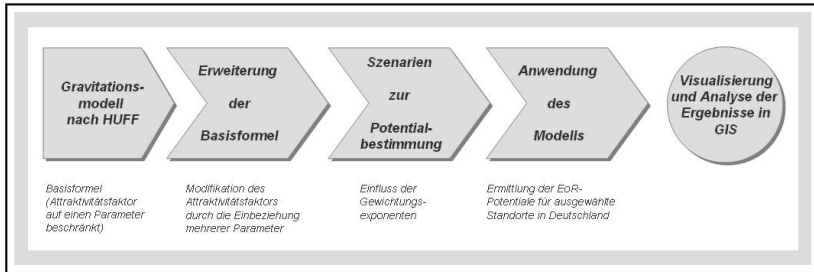 Gravitations-
modell
nach HUFF
Erweiterung
der
Basisformel
Szenarien
zur
Potential-
bestimmung
Anwendung
des
Modells
Visualisierung
und Analyse der
Ergebnisse in
GIS
Basisformel
(Attraktivitätsfaktor
auf einen Parameter
beschränkt)
Modifikation des
Attraktivitätsfaktors
durch die Einbeziehung
mehrerer Parameter
Einfluss der
Gewichtungs-
exponenten
Ermittlung der EoR-
Potentiale für ausgewählte
Standorte in Deutschland